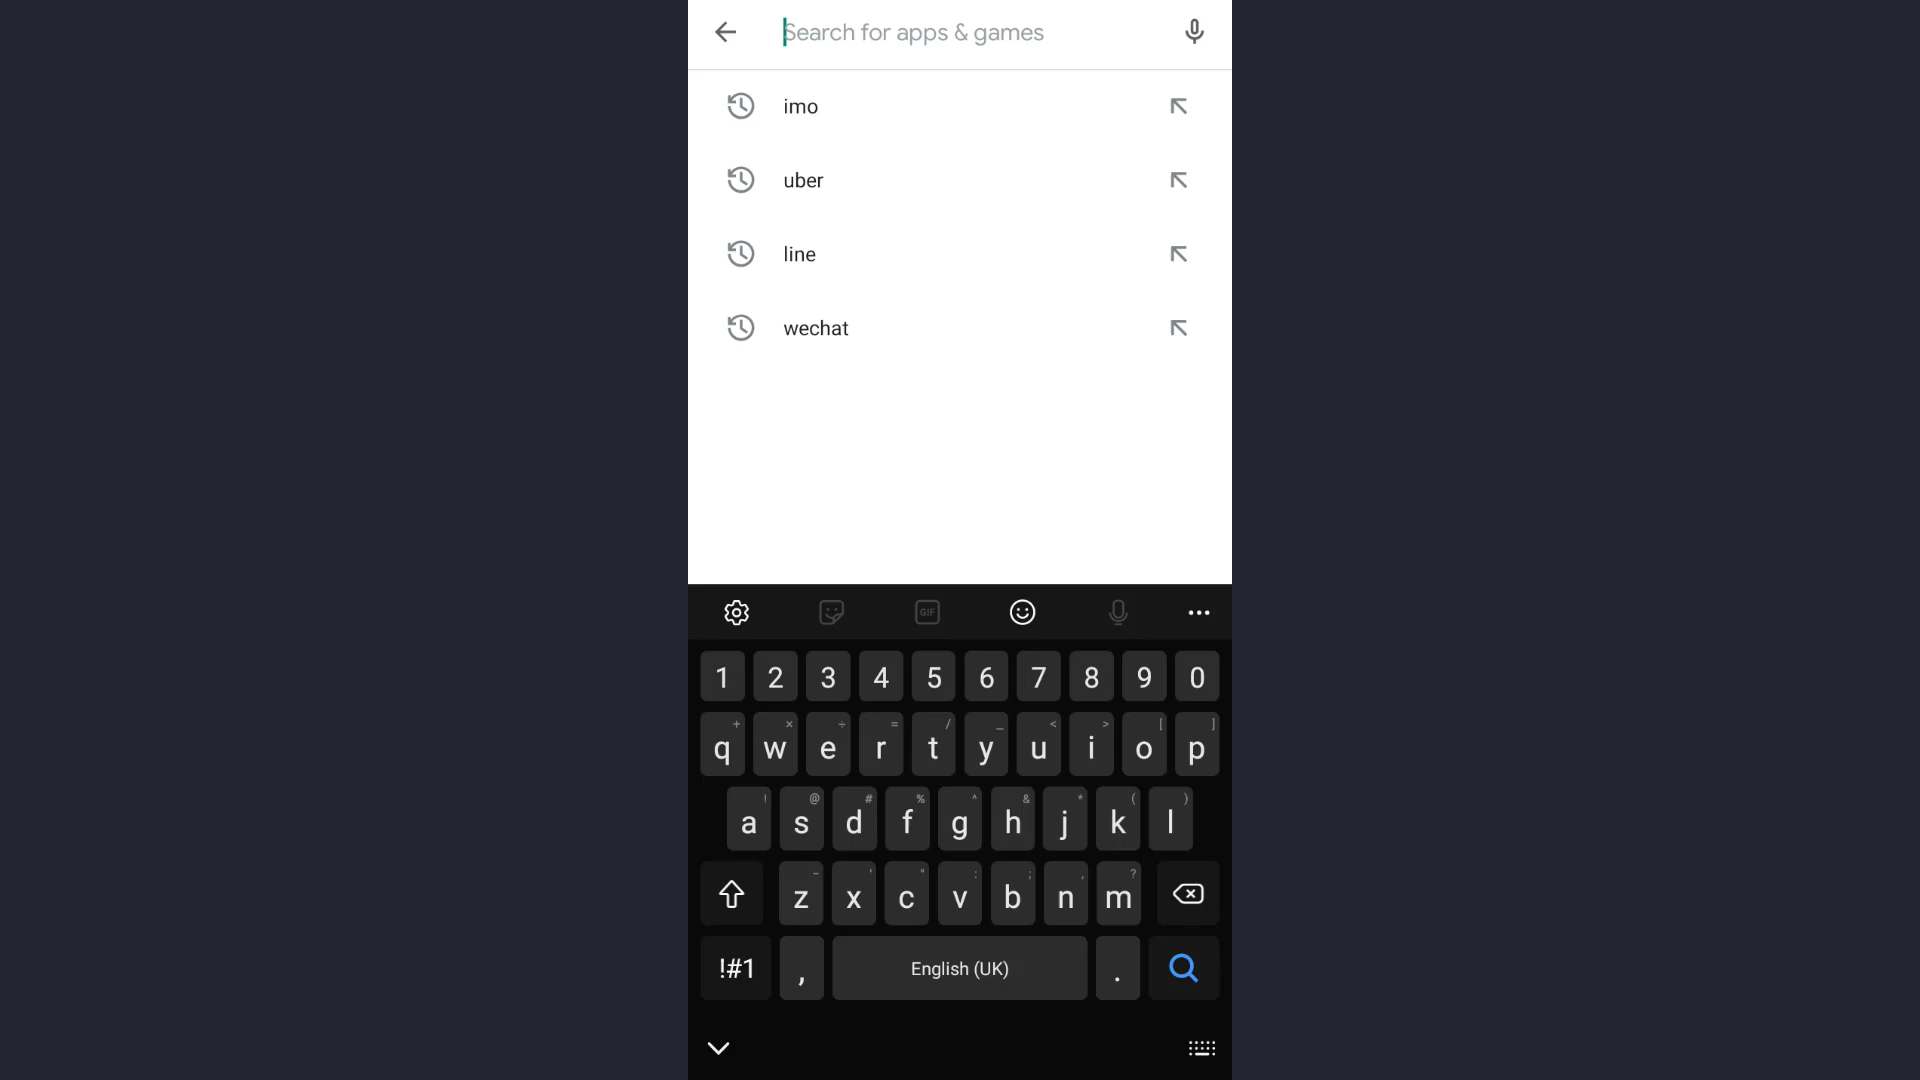 Search for apps & games
imo
uber
line
wechat
GIF
1 2 3 4 5 6 7 8 9 0
+ × ÷ = / _ < > [ ]
q w e r t y u i o p
! @ # % ^ & * ( )
a s d f g h j k l
- ' " : ; , ?
z x c v b n m
!#1 , English (UK) .